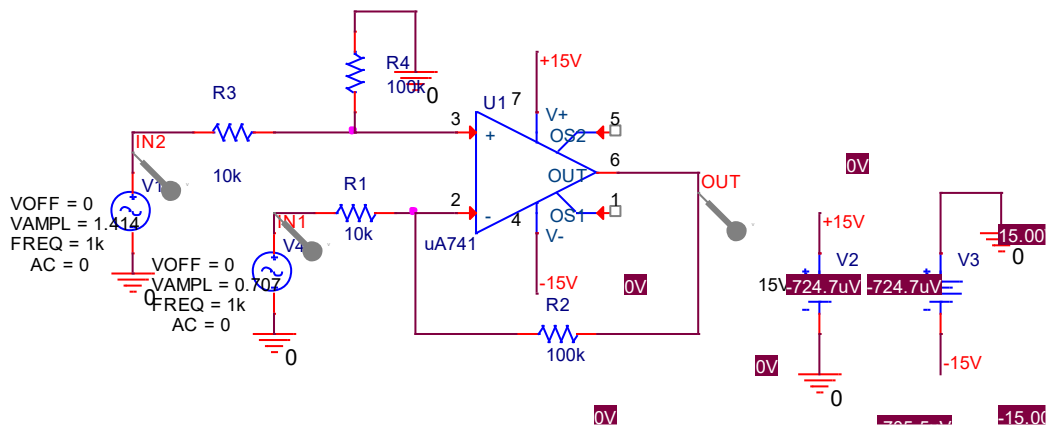 R4
100k
0
+15V
R3
U1
7
3
+
V+
5
OS2
IN2
10k
V1
6
OUT
OUT
0V
R1
2
-
OS1
1
4
V-
uA741
VOFF = 0
VAMPL = 1.414
FREQ = 1k
AC = 0
0
IN1
10k
V4
VOFF = 0
VAMPL = 0.707
FREQ = 1k
AC = 0
0
-15V
0V
R2
100k
+15V
V2
15V
-724.7uV
0
-724.7uV
V3
15.00
0
-15V
0V
0V
-15.00